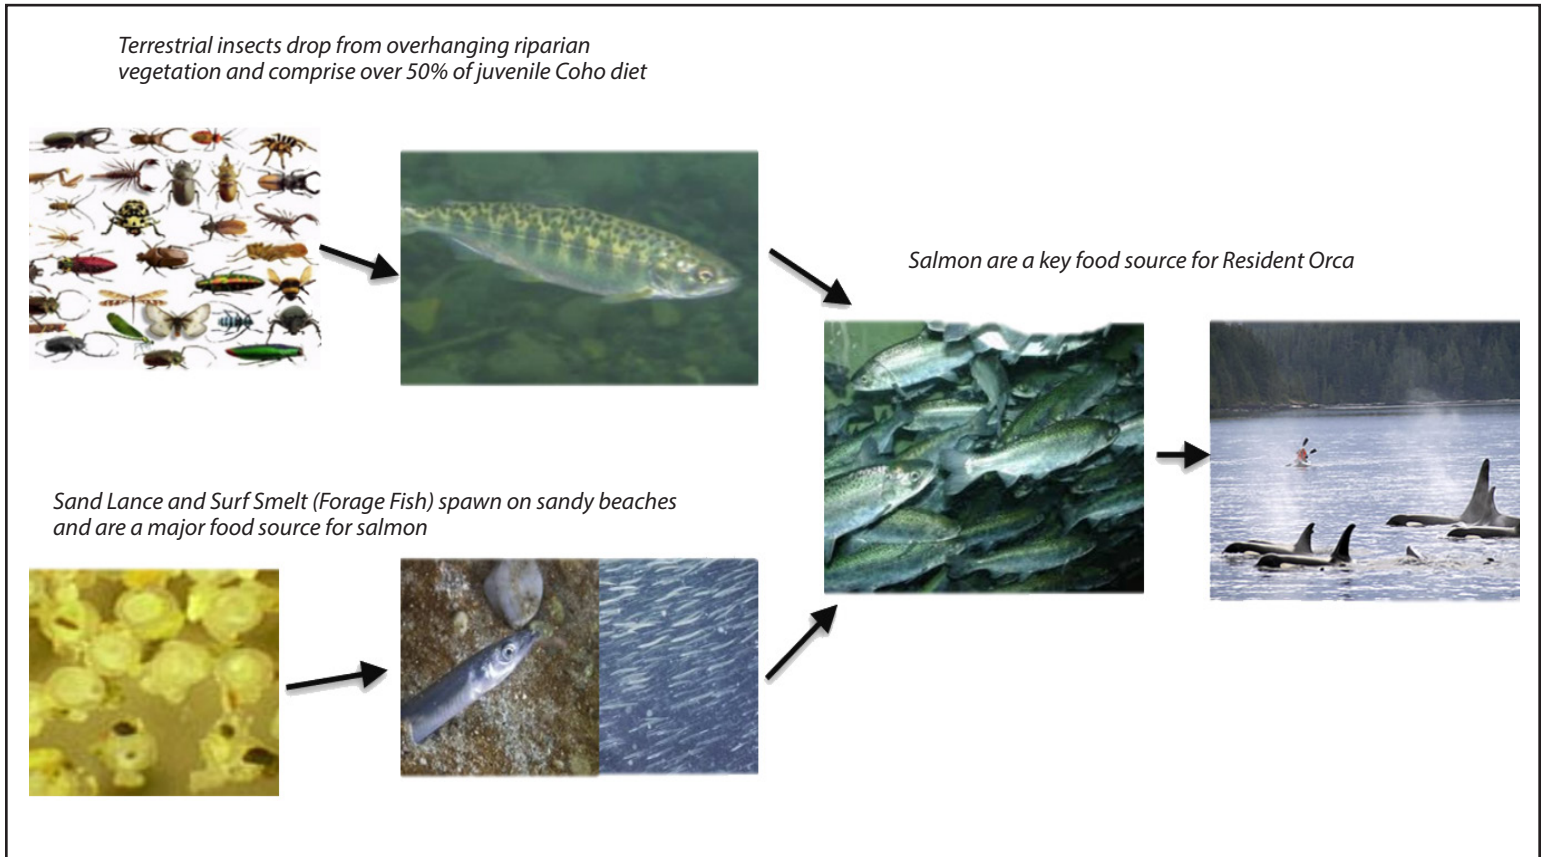 Terrestrial insects drop from overhanging riparian
vegetation and comprise over 50% of juvenile Coho diet
Salmon are a key food source for Resident Orca
Sand Lance and Surf Smelt (Forage Fish) spawn on sandy beaches
and are a major food source for salmon